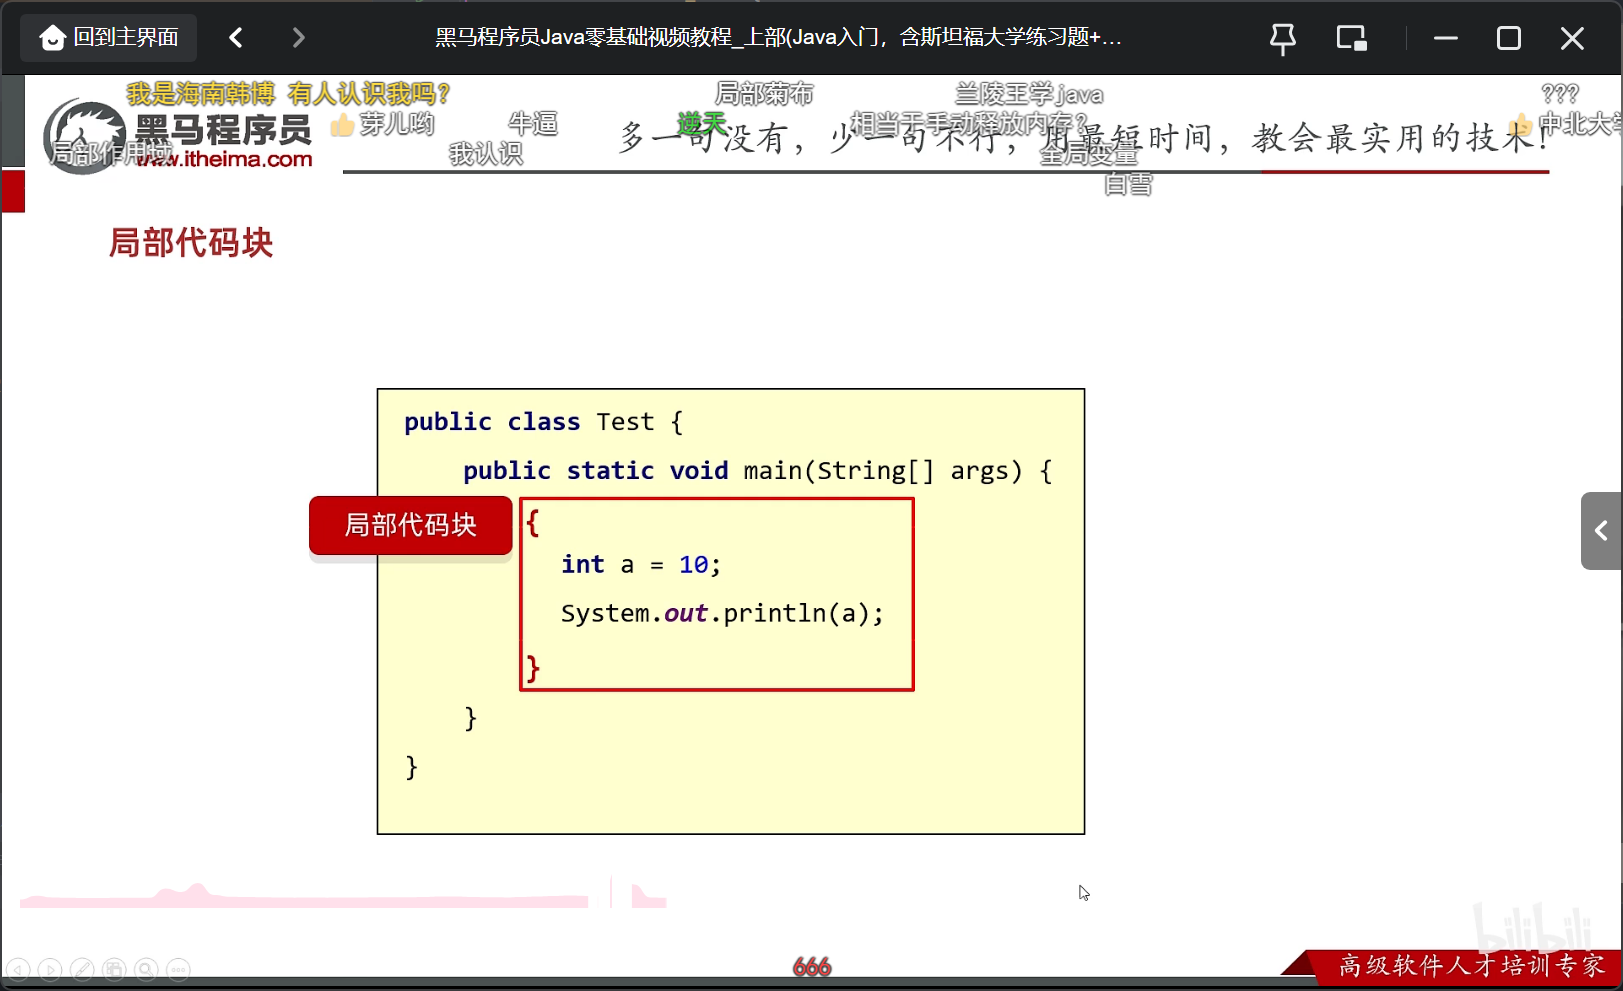 回到主界面
黑马程序员Java零基础视频教程_上部(Java入门，含斯坦福大学练习题+...
我是海南韩博 有人认识我吗？
局部菊布
兰陵王学java
???
黑马程序员
芽儿哟
牛逼
逆天
相当于手动释放内存?
中北大学
多一句没有，少一句不行，用最短时间，教会最实用的技术！
局部作用域
www.itheima.com
我认识
全局变量
白雪
局部代码块
public class Test {
public static void main(String[] args) {
局部代码块
{
int a = 10;
System.out.println(a);
}
}
}
bilibili
666
高级软件人才培训专家